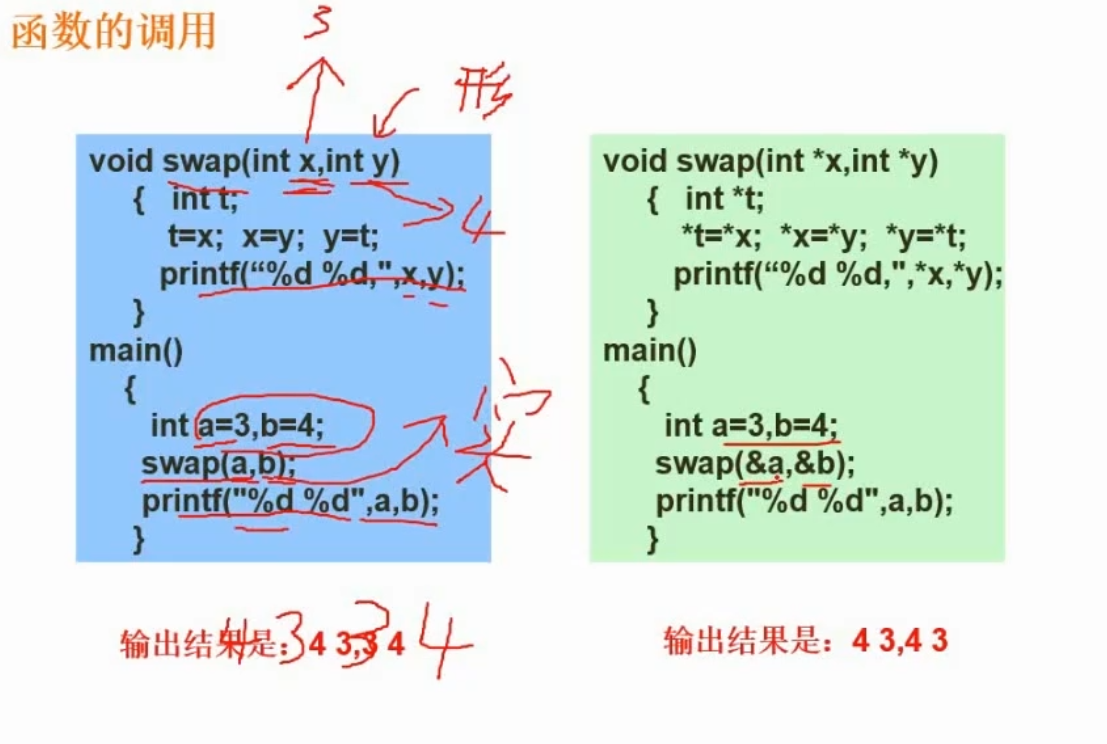 函数的调用
3
形
void swap(int x,int y)
{ int t;
t=x; x=y; y=t;
printf(“%d %d,",x,y);
}
main()
{
int a=3,b=4;
swap(a,b);
printf("%d %d",a,b);
}
4
实
输出结果是：4 3,3 4
4 3 3 4
void swap(int *x,int *y)
{ int *t;
*t=*x; *x=*y; *y=*t;
printf(“%d %d,",*x,*y);
}
main()
{
int a=3,b=4;
swap(&a,&b);
printf("%d %d",a,b);
}
输出结果是：4 3,4 3